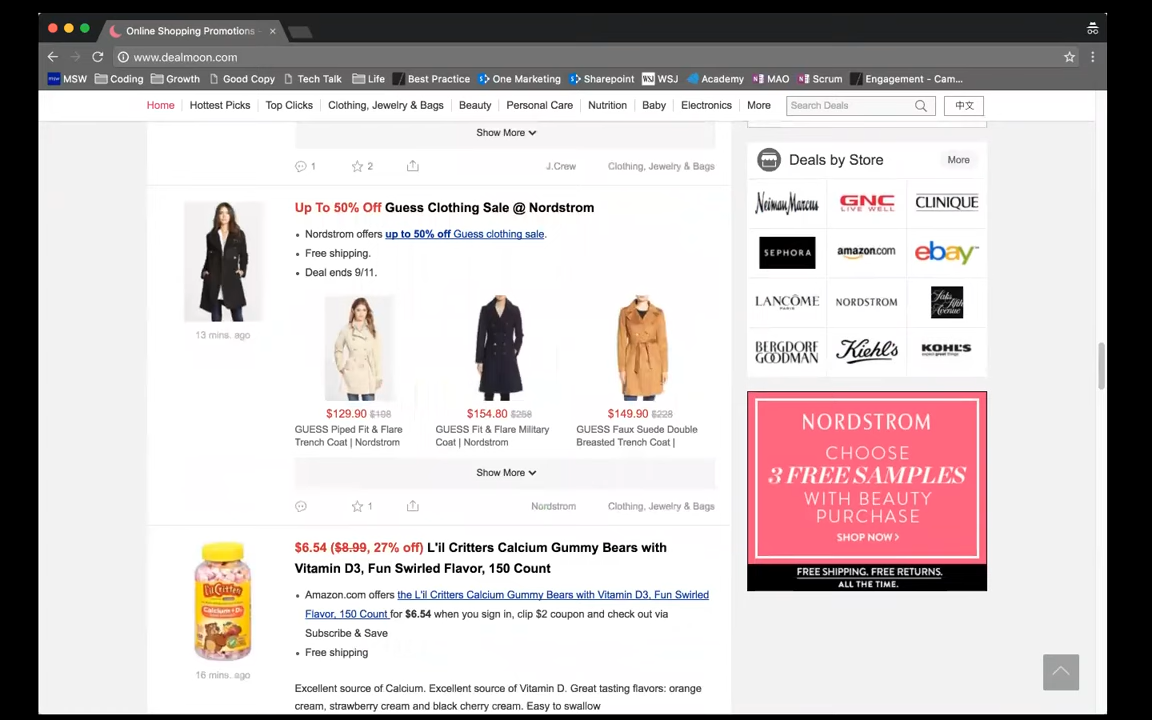 Online Shopping Promotions -
www.dealmoon.com
msw MSW Coding Growth Good Copy Tech Talk Life Best Practice One Marketing Sharepoint WSJ WSJ Academy MAO Scrum Engagement - Cam...
Home Hottest Picks Top Clicks Clothing, Jewelry & Bags Beauty Personal Care Nutrition Baby Electronics More Search Deals 中文
Show More
1 2 J.Crew Clothing, Jewelry & Bags
Up To 50% Off Guess Clothing Sale @ Nordstrom
Nordstrom offers up to 50% off Guess clothing sale.
Free shipping.
Deal ends 9/11.
13 mins. ago
$129.90 $198
GUESS Piped Fit & Flare
Trench Coat | Nordstrom
$154.80 $258
GUESS Fit & Flare Military
Coat | Nordstrom
$149.90 $228
GUESS Faux Suede Double
Breasted Trench Coat |
Show More
1 Nordstrom Clothing, Jewelry & Bags
$6.54 ($8.99, 27% off) L'il Critters Calcium Gummy Bears with
Vitamin D3, Fun Swirled Flavor, 150 Count
L'il Critters
Calcium + D3
Amazon.com offers the L'il Critters Calcium Gummy Bears with Vitamin D3, Fun Swirled
Flavor, 150 Count for $6.54 when you sign in, clip $2 coupon and check out via
Subscribe & Save
Free shipping
16 mins. ago
Excellent source of Calcium. Excellent source of Vitamin D. Great tasting flavors: orange
cream, strawberry cream and black cherry cream. Easy to swallow
Deals by Store More
Neiman Marcus GNC LIVE WELL CLINIQUE
SEPHORA amazon.com ebay
LANCÔME PARIS NORDSTROM Saks Fifth Avenue
BERGDORF GOODMAN Kiehl's KOHL'S expect great things
NORDSTROM
CHOOSE
3 FREE SAMPLES
WITH BEAUTY
PURCHASE
SHOP NOW >
FREE SHIPPING. FREE RETURNS.
ALL THE TIME.